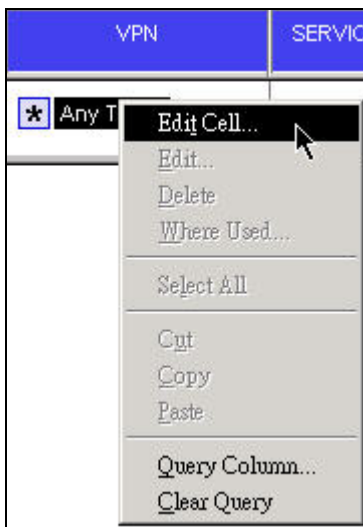 VPN SERVIC
* Any T
Edit Cell...
Edit...
Delete
Where Used...
Select All
Cut
Copy
Paste
Query Column...
Clear Query